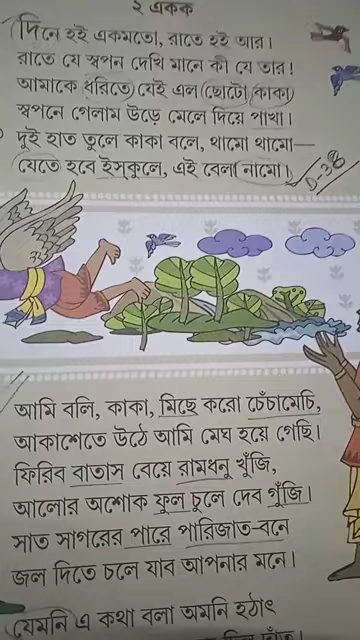 ২ একক
দিনে হই একমতো, রাতে হই আর।
রাতে যে স্বপন দেখি মানে কী যে তার!
আমাকে ধরিতে যেই এল ছোটো কাকা
স্বপনে গেলাম উড়ে মেলে দিয়ে পাখা।
দুই হাত তুলে কাকা বলে, থামো থামো—
যেতে হবে ইস্কুলে, এই বেলা নামো।
আমি বলি, কাকা, মিছে করো চেঁচামেচি,
আকাশেতে উঠে আমি মেঘ হয়ে গেছি।
ফিরিব বাতাস বেয়ে রামধনু খুঁজি,
আলোর অশোক ফুল চুলে দেব গুঁজি।
সাত সাগরের পারে পারিজাত-বনে
জল দিতে চলে যাব আপনার মনে।
যেমনি এ কথা বলা অমনি হঠাৎ